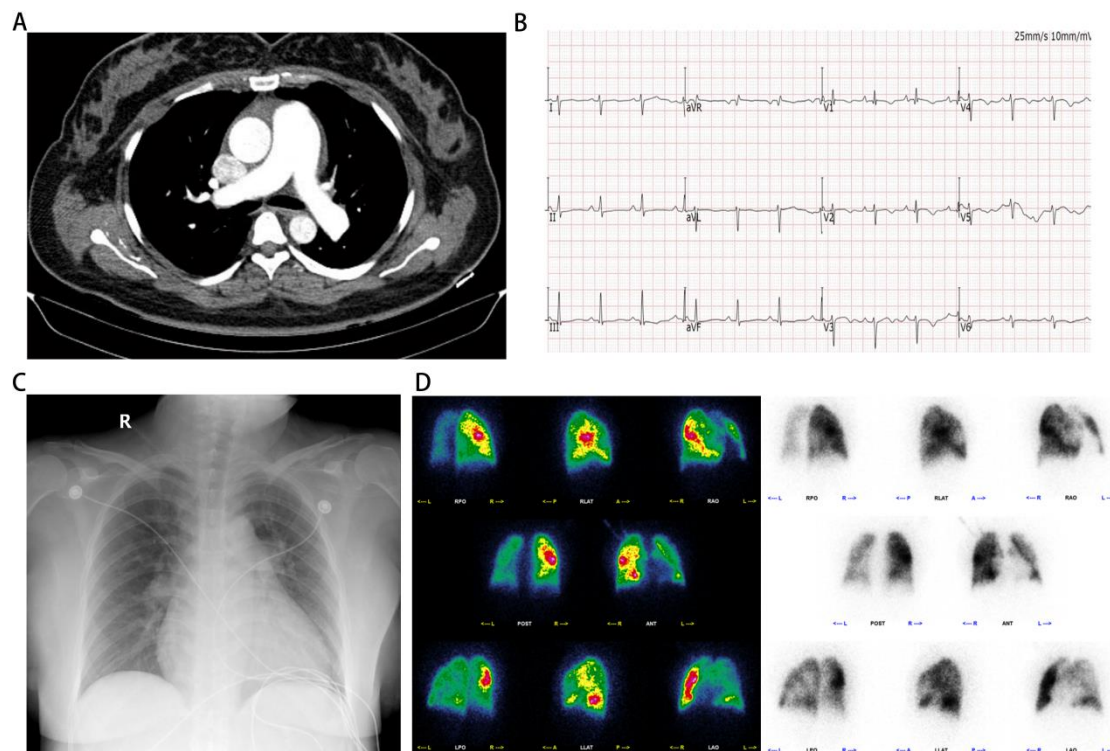 A
B
25mm/s 10mm/mV
I aVR V1 V4
II aVL V2 V5
III aVF V3 V6
C
R
D
<--- L RPO R ---> <--- P RLAT A ---> <--- R RAO L --->
<--- L POST R ---> <--- R ANT L --->
<--- L LPO R ---> <--- A LLAT P ---> <--- R LAO L --->
<--- L RPO R ---> <--- P RLAT A ---> <--- R RAO L --
<--- L POST R ---> <--- R ANT L --->
<--- L LPO R ---> <--- A LLAT P ---> <--- R LAO L --